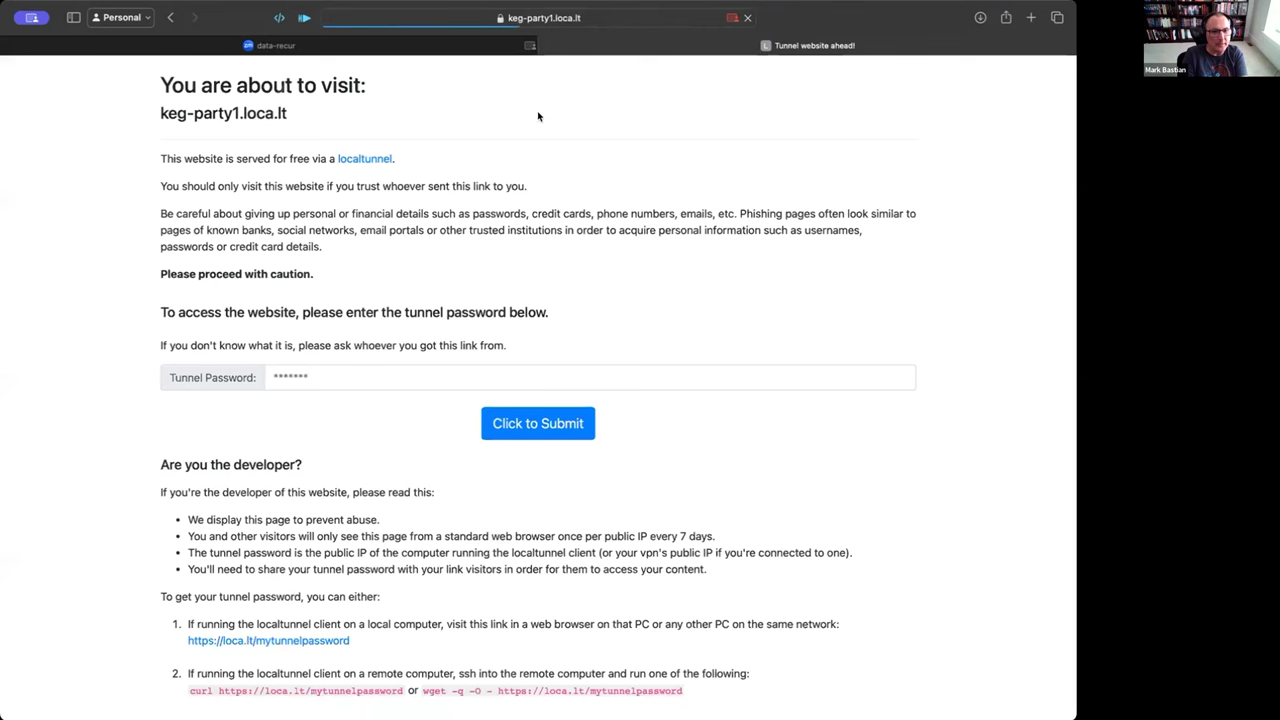 Personal
keg-party1.loca.lt
data-recur
Tunnel website ahead!
Mark Bastian
You are about to visit:
keg-party1.loca.lt
This website is served for free via a localtunnel.
You should only visit this website if you trust whoever sent this link to you.
Be careful about giving up personal or financial details such as passwords, credit cards, phone numbers, emails, etc. Phishing pages often look similar to
pages of known banks, social networks, email portals or other trusted institutions in order to acquire personal information such as usernames,
passwords or credit card details.
Please proceed with caution.
To access the website, please enter the tunnel password below.
If you don't know what it is, please ask whoever you got this link from.
Tunnel Password: *******
Click to Submit
Are you the developer?
If you're the developer of this website, please read this:
• We display this page to prevent abuse.
• You and other visitors will only see this page from a standard web browser once per public IP every 7 days.
• The tunnel password is the public IP of the computer running the localtunnel client (or your vpn's public IP if you're connected to one).
• You'll need to share your tunnel password with your link visitors in order for them to access your content.
To get your tunnel password, you can either:
1. If running the localtunnel client on a local computer, visit this link in a web browser on that PC or any other PC on the same network:
https://loca.lt/mytunnelpassword
2. If running the localtunnel client on a remote computer, ssh into the remote computer and run one of the following:
curl https://loca.lt/mytunnelpassword or wget -q -O - https://loca.lt/mytunnelpassword